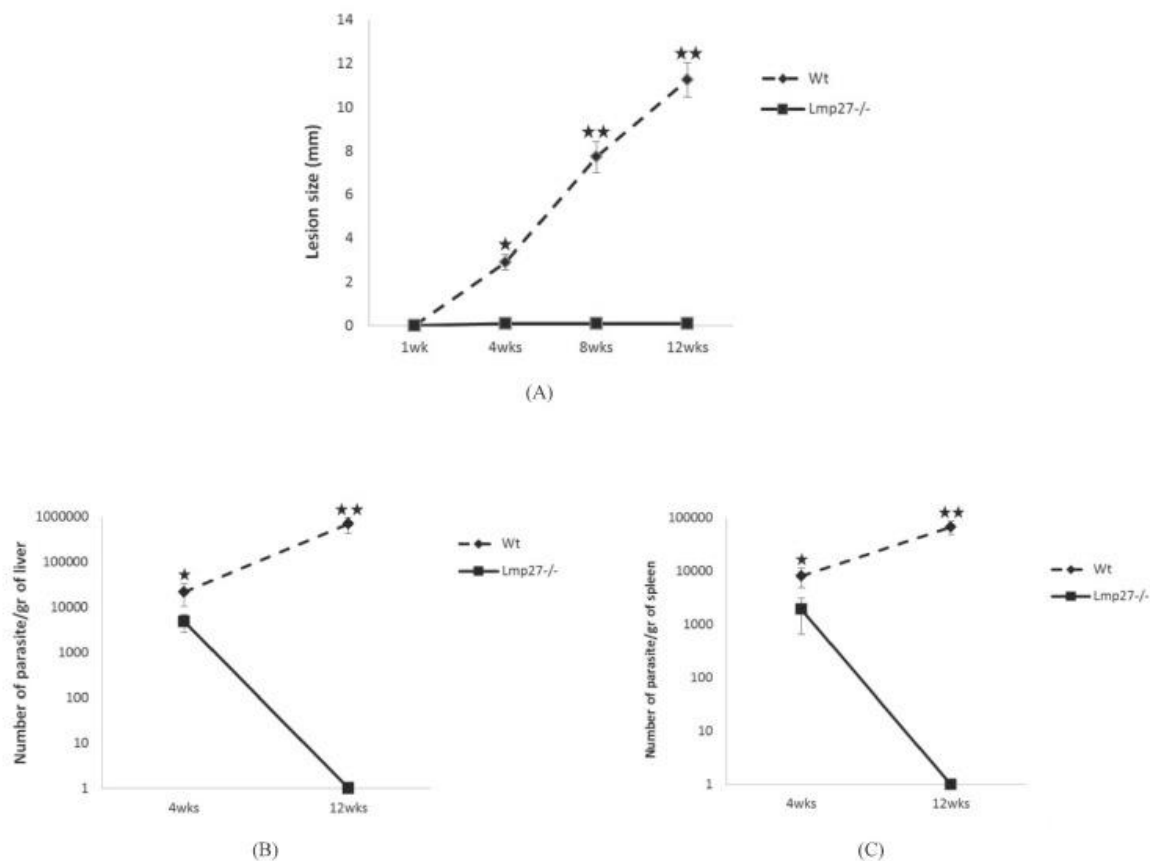 14
12
10
8
6
4
2
0
Lesion size (mm)
★
★★
★★
1wk
4wks
8wks
12wks
Wt
Lmp27-/-
(A)
1000000
100000
10000
1000
100
10
1
Number of parasite/gr of liver
★
★★
4wks
12wks
Wt
Lmp27-/-
(B)
100000
10000
1000
100
10
1
Number of parasite/gr of spleen
★
★★
4wks
12wks
Wt
Lmp27-/-
(C)